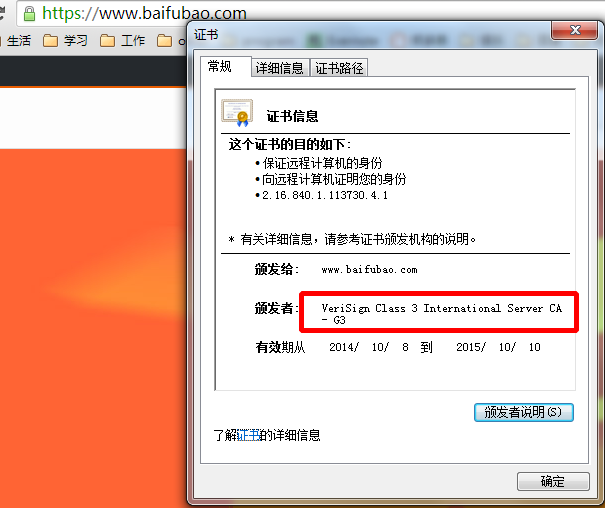 https://www.baifubao.com
生活 学习 工作
证书
常规 详细信息 证书路径
证书信息
这个证书的目的如下:
•保证远程计算机的身份
•向远程计算机证明您的身份
•2.16.840.1.113730.4.1
* 有关详细信息，请参考证书颁发机构的说明。
颁发给: www.baifubao.com
颁发者: VeriSign Class 3 International Server CA
- G3
有效期从 2014/ 10/ 8 到 2015/ 10/ 10
颁发者说明(S)
了解证书的详细信息
确定